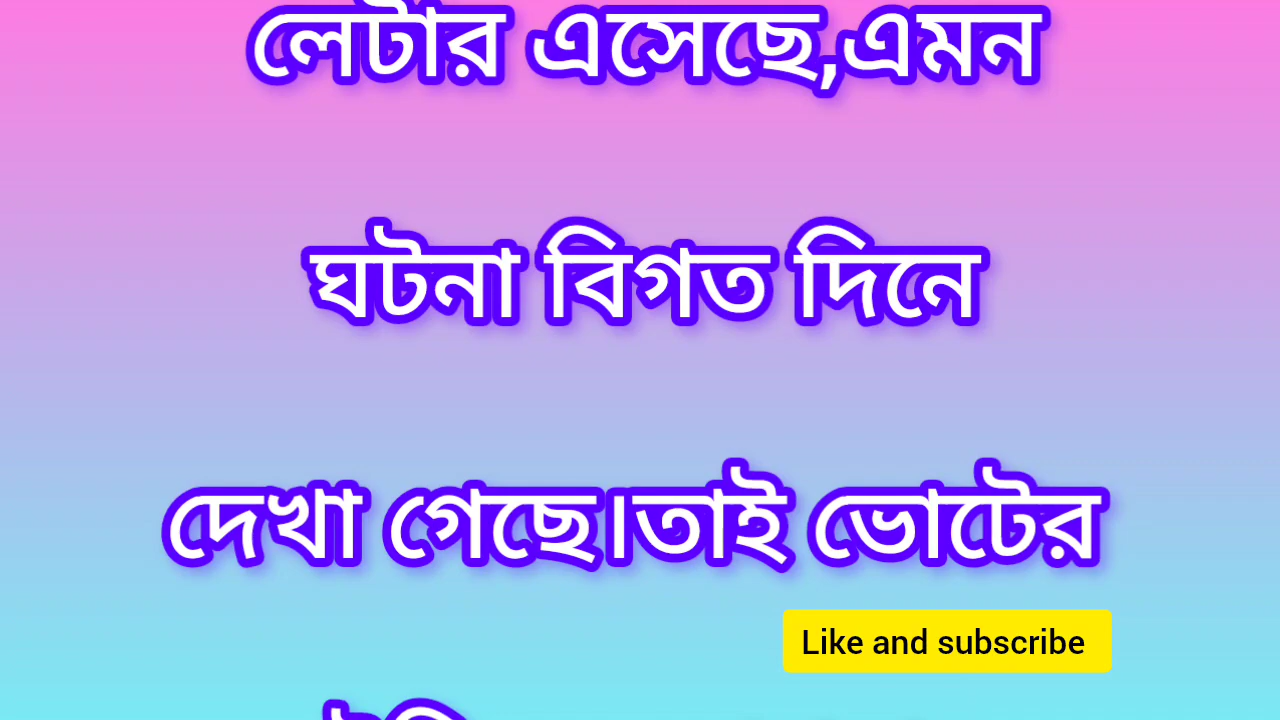 লেটার এসেছে,এমন
ঘটনা বিগত দিনে
দেখা গেছে।তাই ভোটের
Like and subscribe